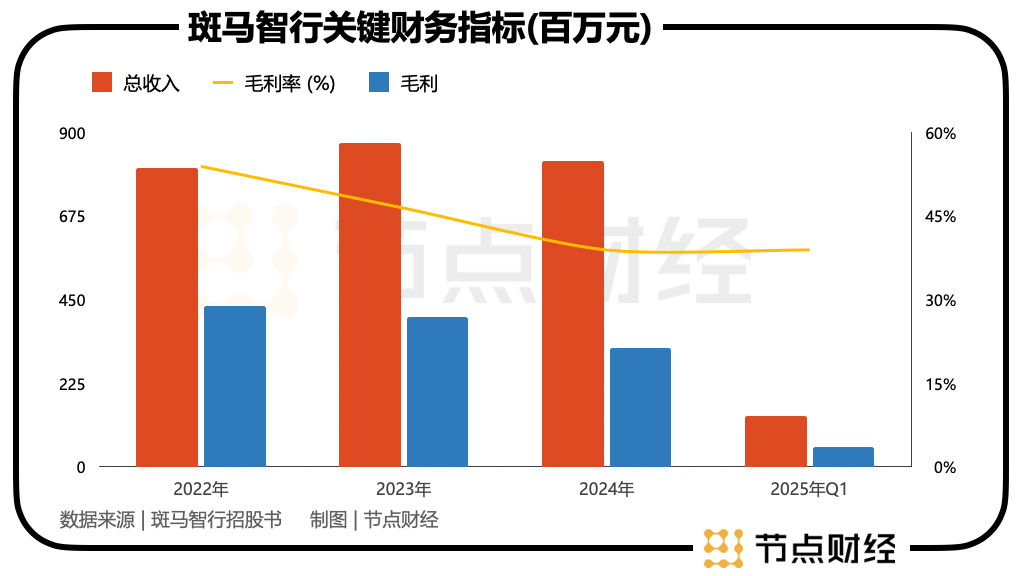 斑马智行关键财务指标(百万元)
总收入 毛利率 (%) 毛利
900 60%
675 45%
节点财经
450 30%
225 15%
0 0%
2022年 2023年 2024年 2025年Q1
数据来源 | 斑马智行招股书 制图 | 节点财经
节点财经